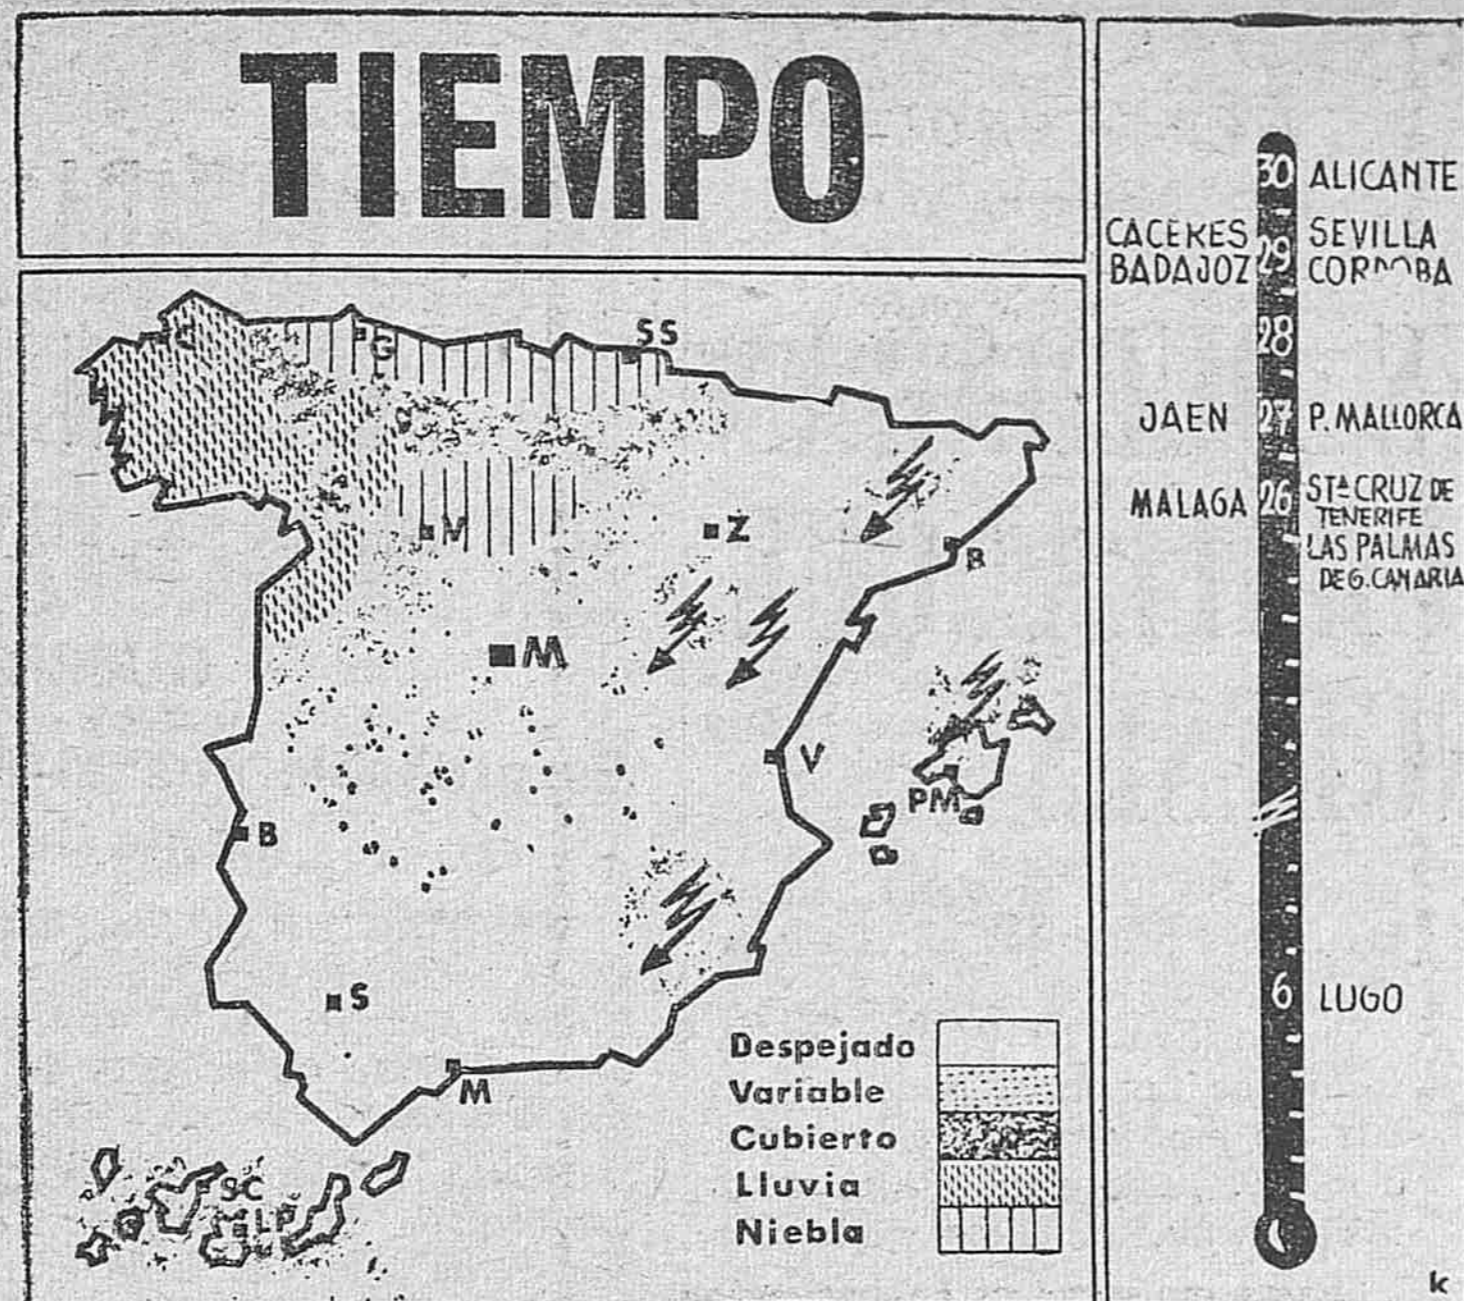 TIEMPO
SS
G
V
Z
B
M
V
PM
B
S
M
SC
LP
Despejado
Variable
Cubierto
Lluvia
Niebla
30 ALICANTE
CACERES 29 SEVILLA
BADAJOZ CORDOBA
28
JAEN 27 P. MALLORCA
MALAGA 26 STA CRUZ DE
TENERIFE
LAS PALMAS
DE G. CANARIA
6 LUGO
k